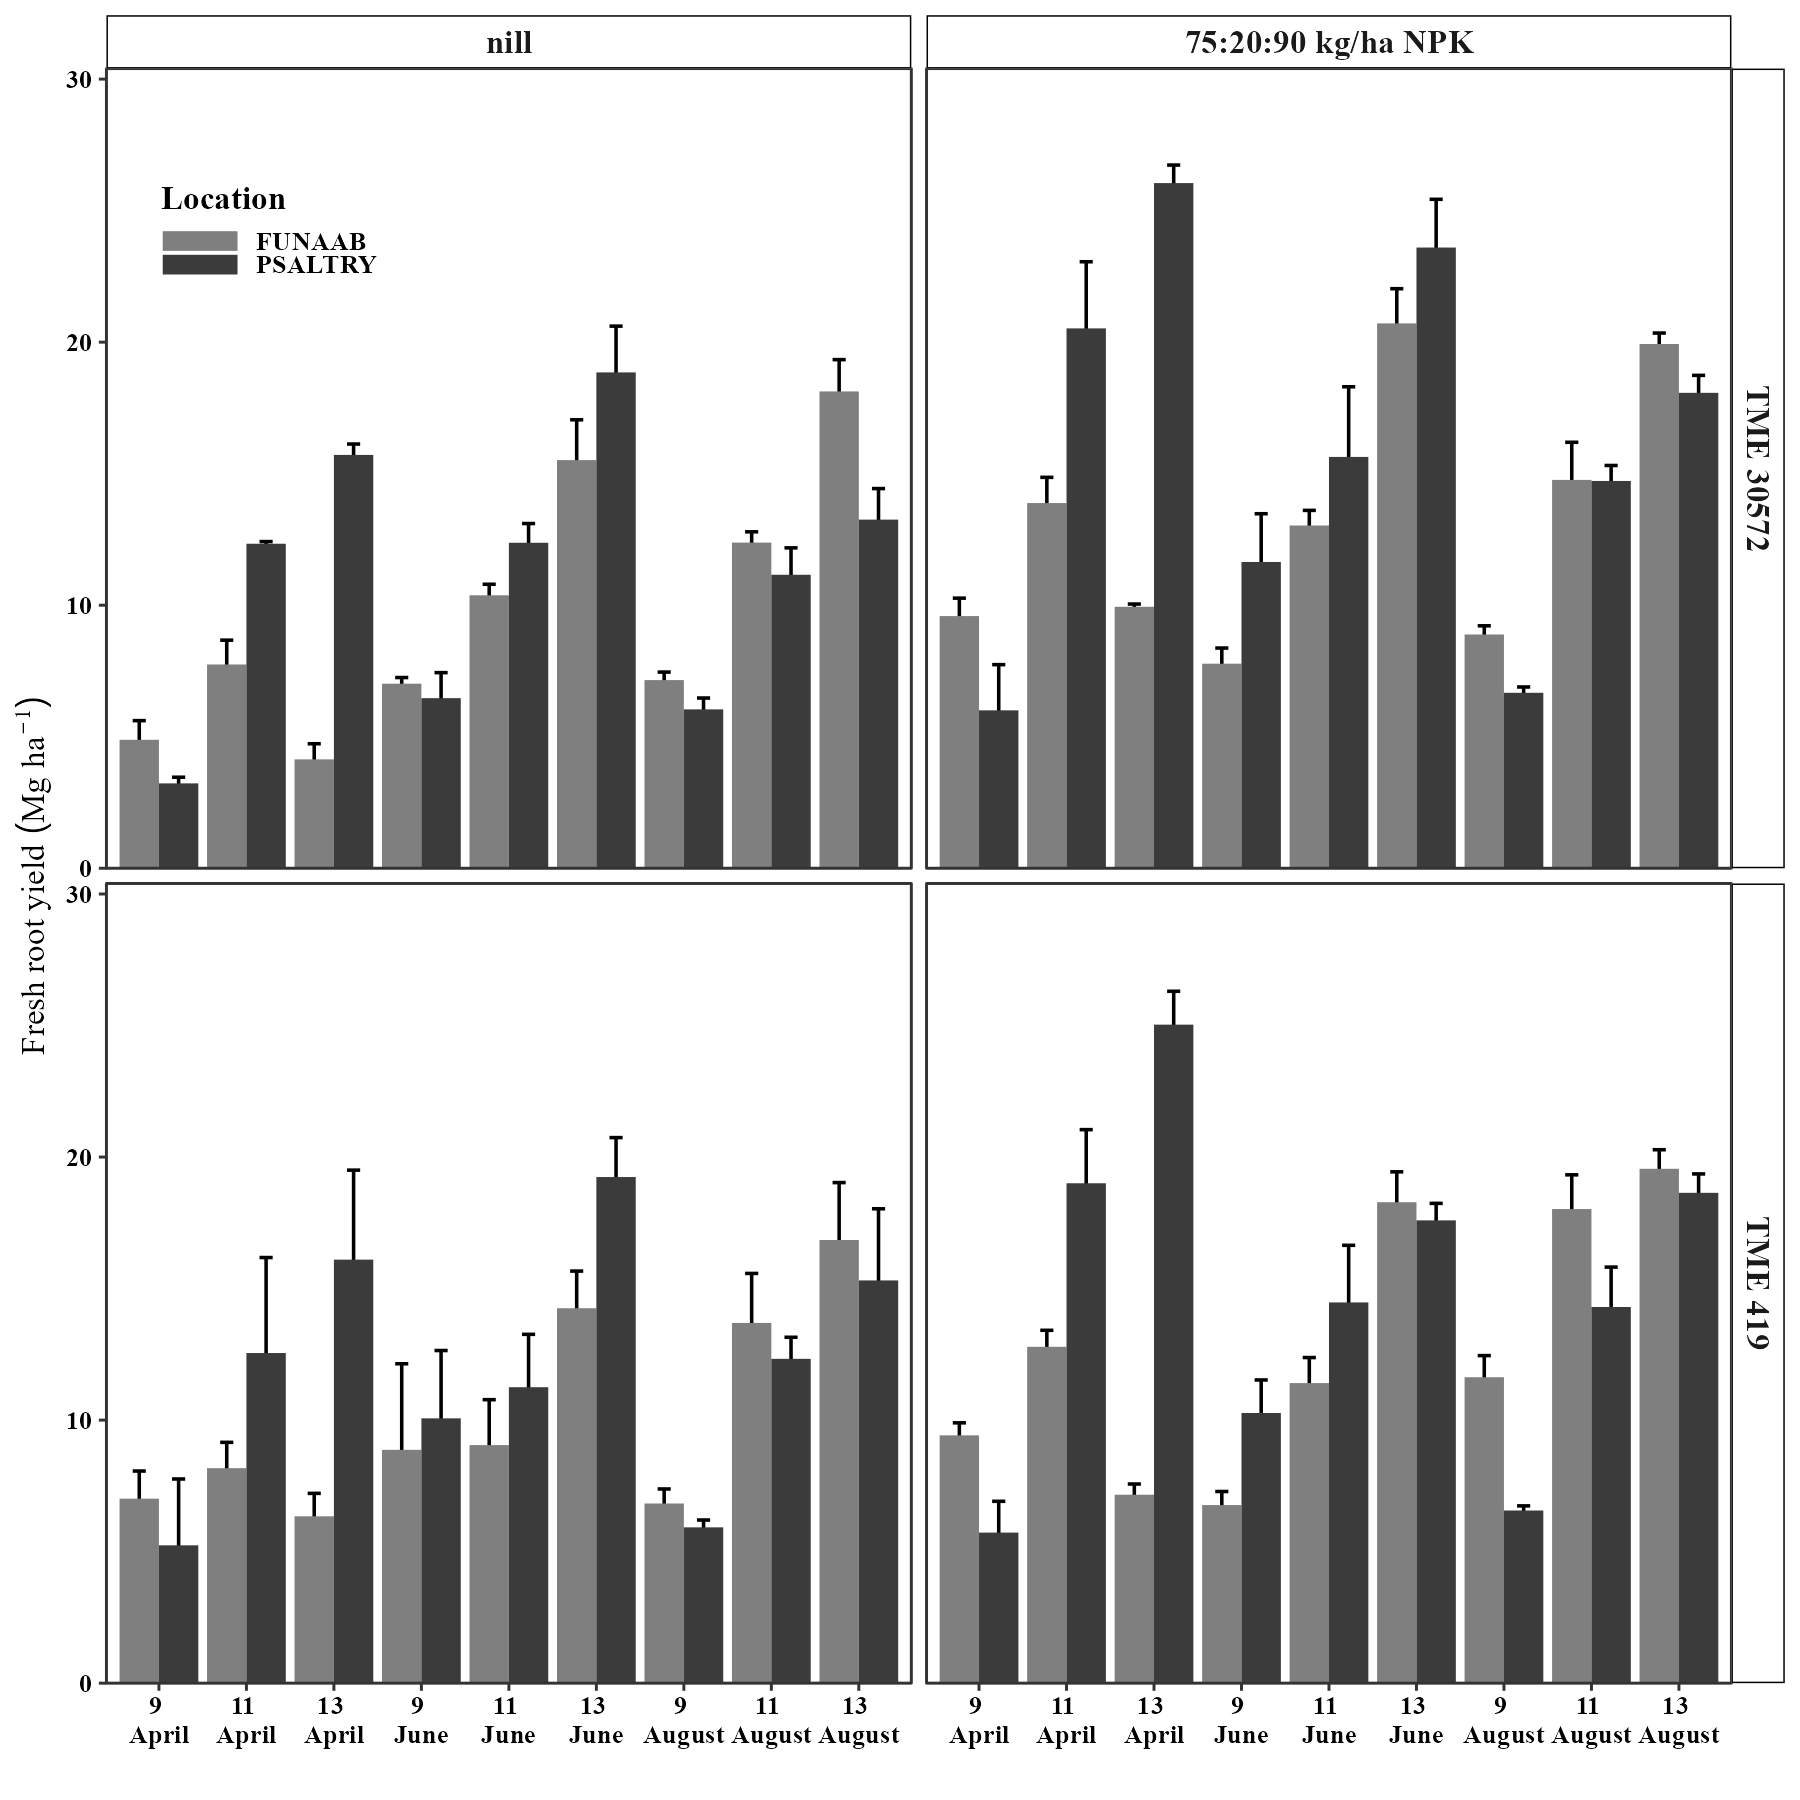 nill
75:20:90 kg/ha NPK
30
20
10
0
Location
FUNAAB
PSALTRY
TME 30572
Fresh root yield (Mg ha⁻¹)
30
20
10
0
TME 419
9 11 13 9 11 13 9 11 13
April April April June June June August August August
9 11 13 9 11 13 9 11 13
April April April June June June August August August